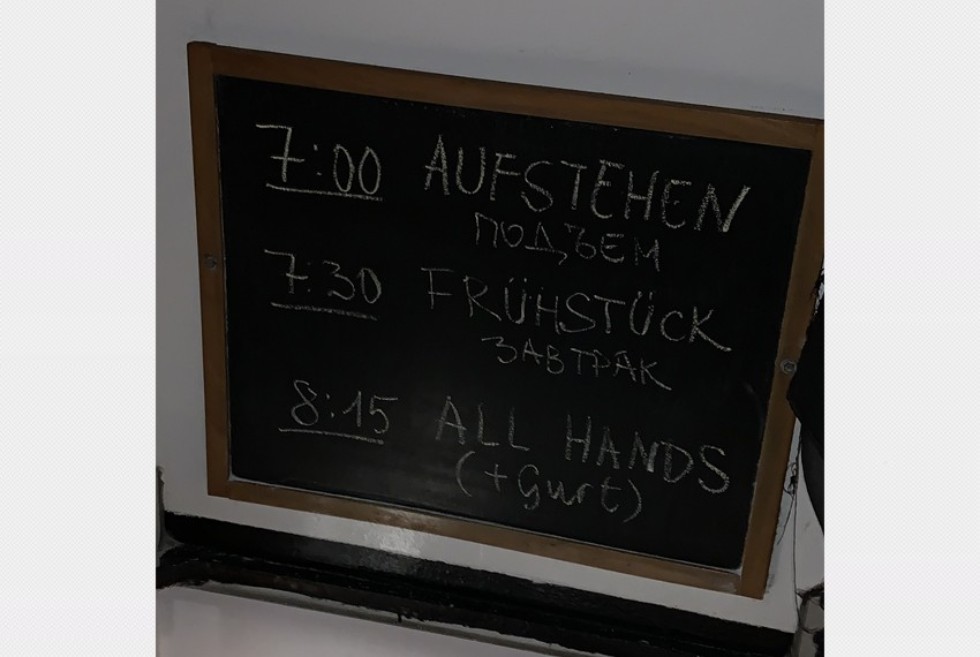 7:00 AUFSTEHEN
ПОДЪЕМ
7:30 FRÜHSTÜCK
ЗАВТРАК
8:15 ALL HANDS
(+Gurt)